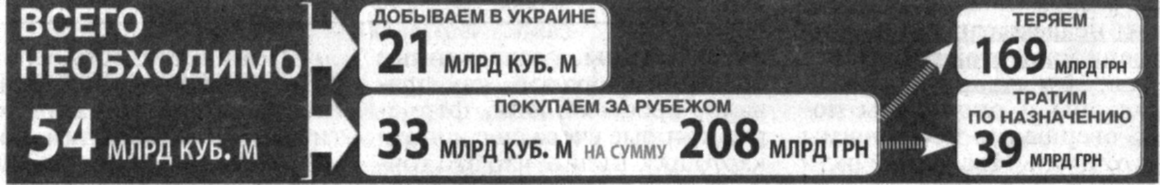 ВСЕГО
НЕОБХОДИМО
54 МЛРД КУБ. М
ДОБЫВАЕМ В УКРАИНЕ
21 МЛРД КУБ. М
ПОКУПАЕМ ЗА РУБЕЖОМ
33 МЛРД КУБ. М НА СУММУ 208 МЛРД ГРН
ТЕРЯЕМ
169 МЛРД ГРН
ТРАТИМ
ПО НАЗНАЧЕНИЮ
39 МЛРД ГРН